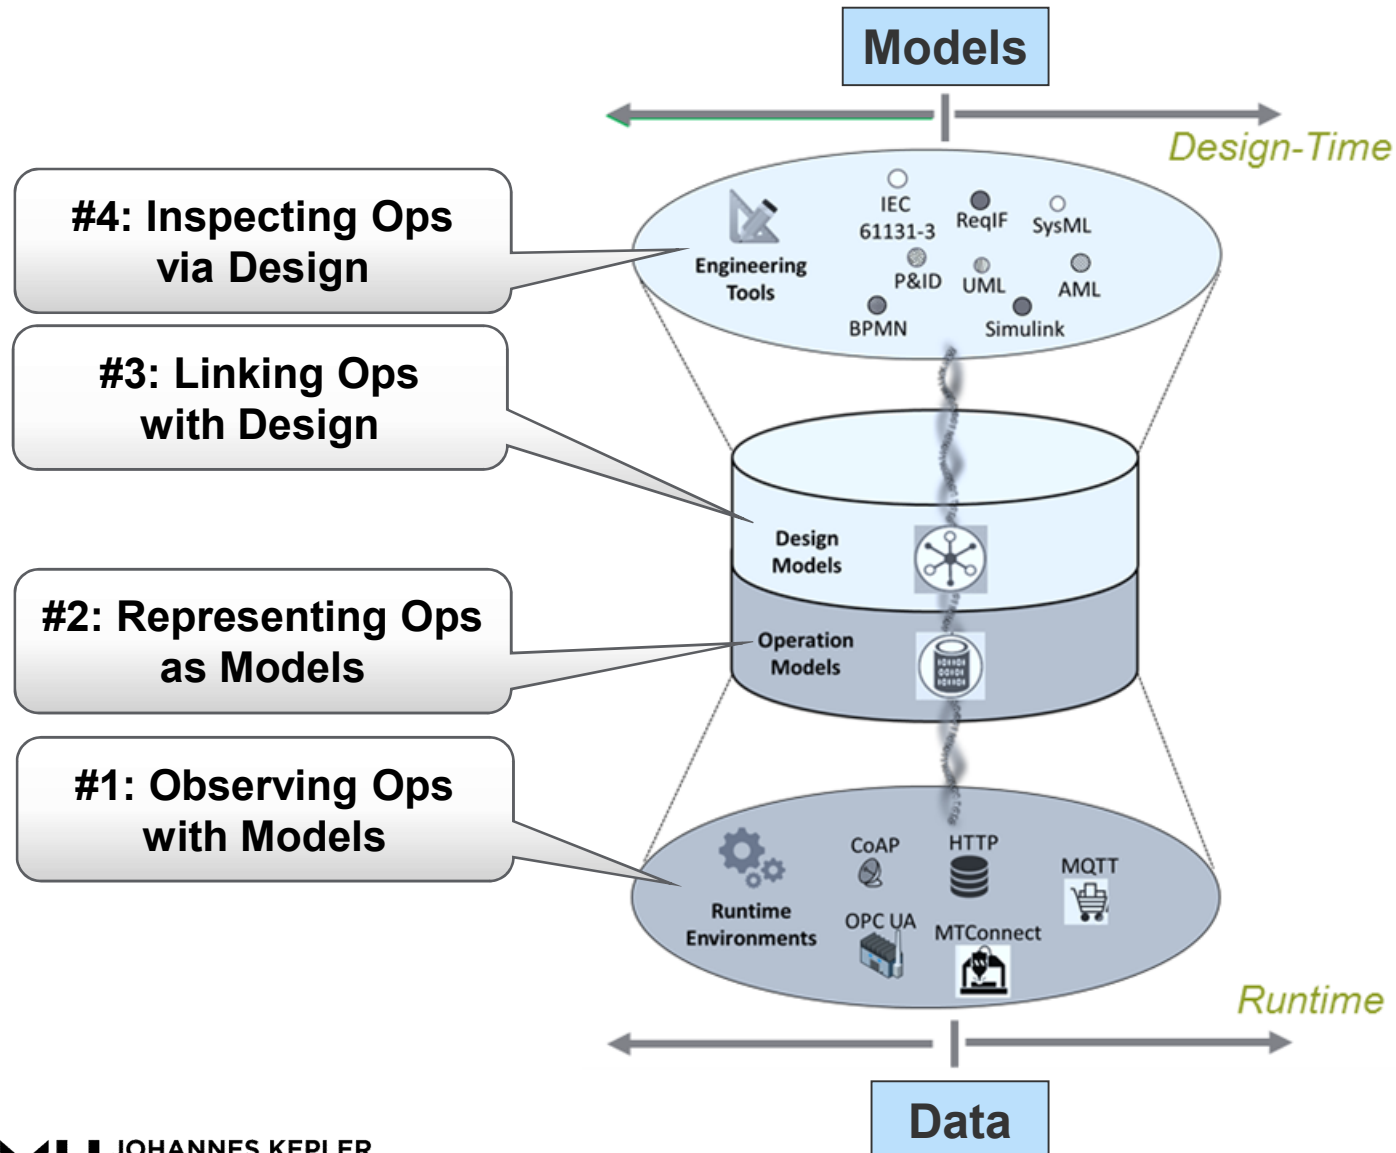 Models
Design-Time
#4: Inspecting Ops
via Design
IEC
61131-3
ReqIF
SysML
Engineering
Tools
P&ID
UML
AML
BPMN
Simulink
#3: Linking Ops
with Design
Design
Models
#2: Representing Ops
as Models
Operation
Models
#1: Observing Ops
with Models
CoAP
HTTP
MQTT
Runtime
Environments
OPC UA
MTConnect
Runtime
Data
JOHANNES KEPLER